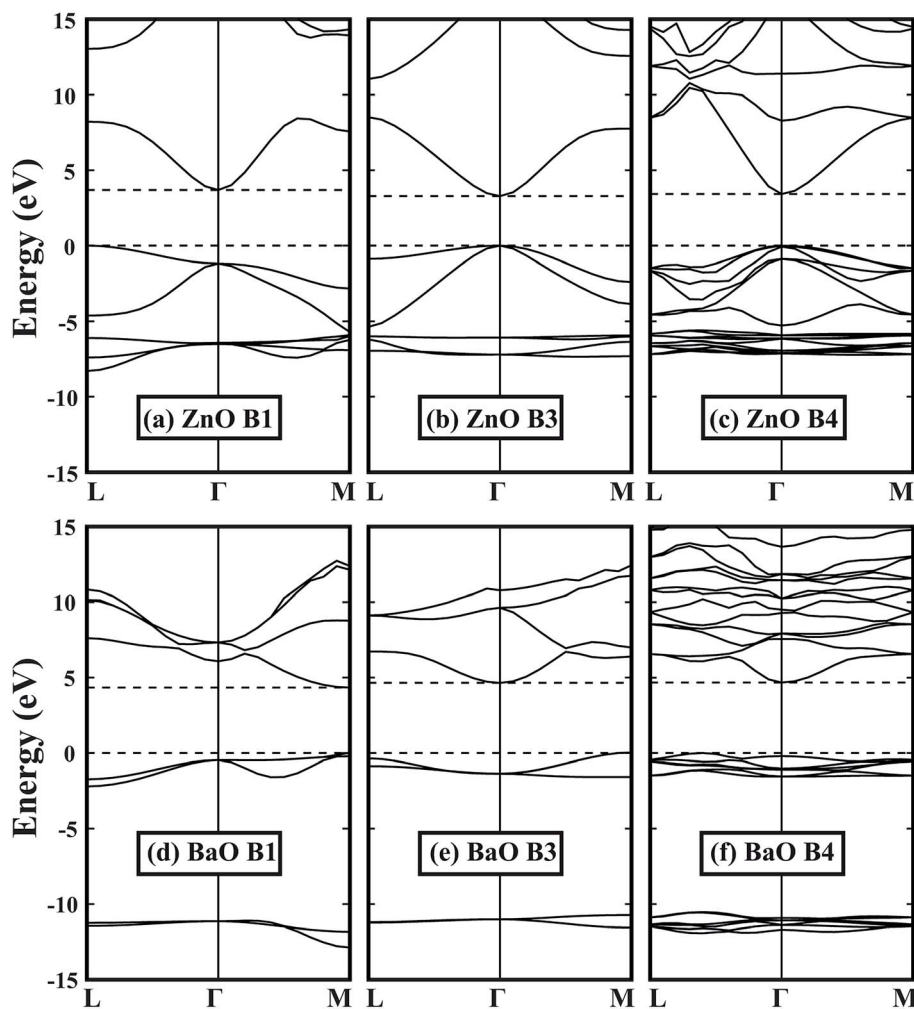 15
10
5
0
-5
-10
-15
Energy (eV)
(a) ZnO B1
(b) ZnO B3
(c) ZnO B4
L Γ M
L Γ M
L Γ M
15
10
5
0
-5
-10
-15
Energy (eV)
(d) BaO B1
(e) BaO B3
(f) BaO B4
L Γ M
L Γ M
L Γ M